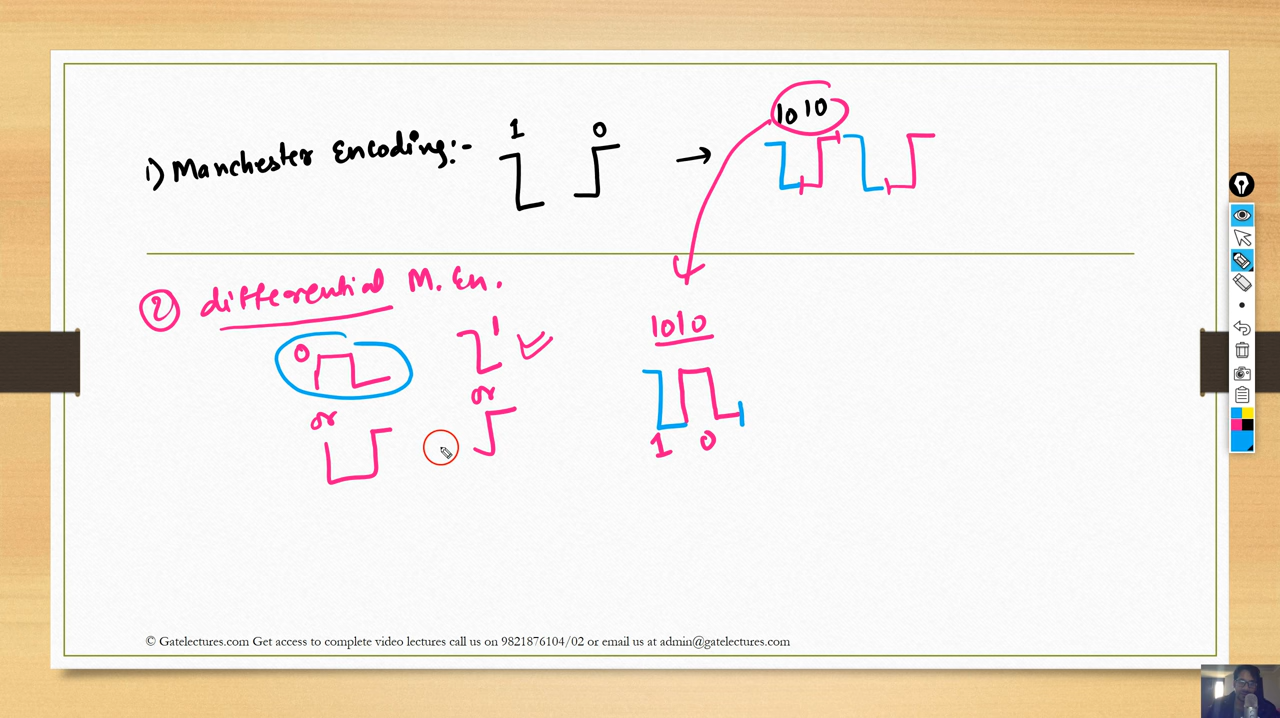 1) Manchester Encoding:- 1 0 → 1010
② differential M. En.
0 1 1010
or or
1 0
© Gatelectures.com Get access to complete video lectures call us on 9821876104/02 or email us at admin@gatelectures.com